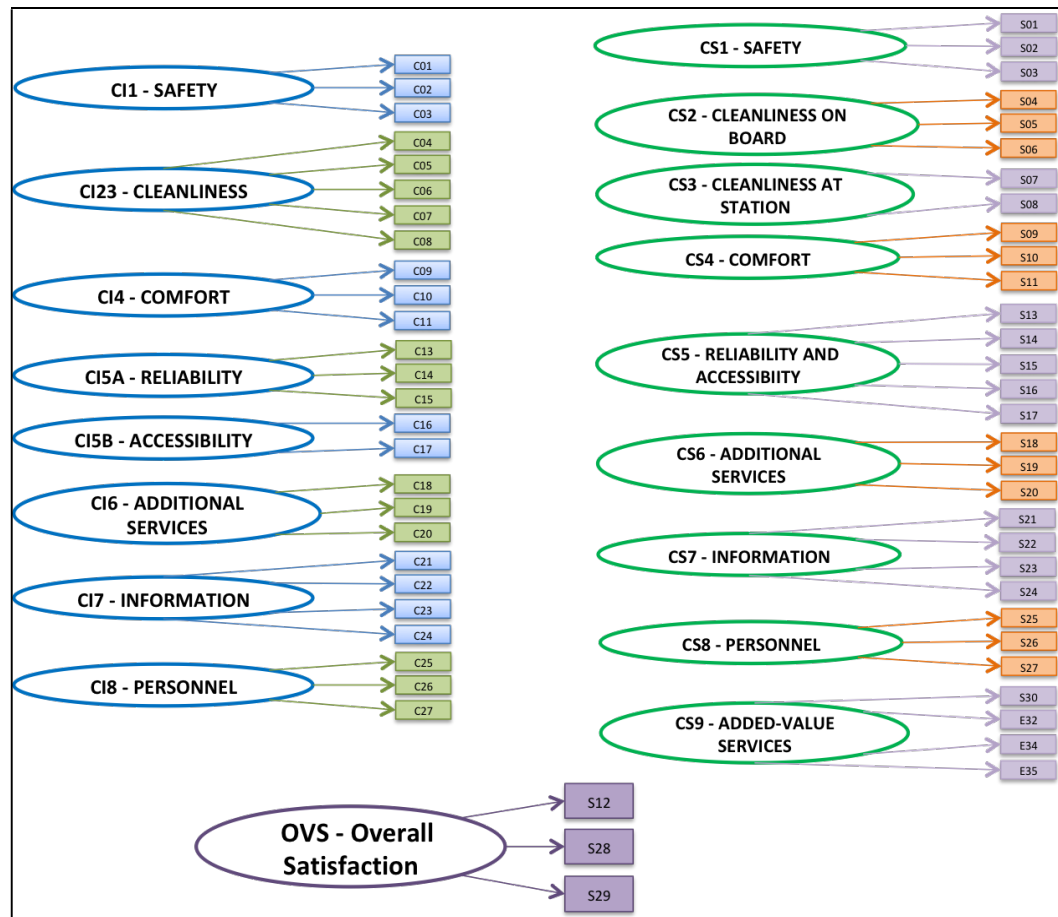 CI1 - SAFETY
C01
C02
C03
CI23 - CLEANLINESS
C04
C05
C06
C07
C08
CI4 - COMFORT
C09
C10
C11
CI5A - RELIABILITY
C13
C14
C15
CI5B - ACCESSIBILITY
C16
C17
CI6 - ADDITIONAL
SERVICES
C18
C19
C20
CI7 - INFORMATION
C21
C22
C23
C24
CI8 - PERSONNEL
C25
C26
C27
CS1 - SAFETY
S01
S02
S03
CS2 - CLEANLINESS ON
BOARD
S04
S05
S06
CS3 - CLEANLINESS AT
STATION
S07
S08
CS4 - COMFORT
S09
S10
S11
CS5 - RELIABILITY AND
ACCESSIBIITY
S13
S14
S15
S16
S17
CS6 - ADDITIONAL
SERVICES
S18
S19
S20
CS7 - INFORMATION
S21
S22
S23
S24
CS8 - PERSONNEL
S25
S26
S27
CS9 - ADDED-VALUE
SERVICES
S30
E32
E34
E35
OVS - Overall
Satisfaction
S12
S28
S29